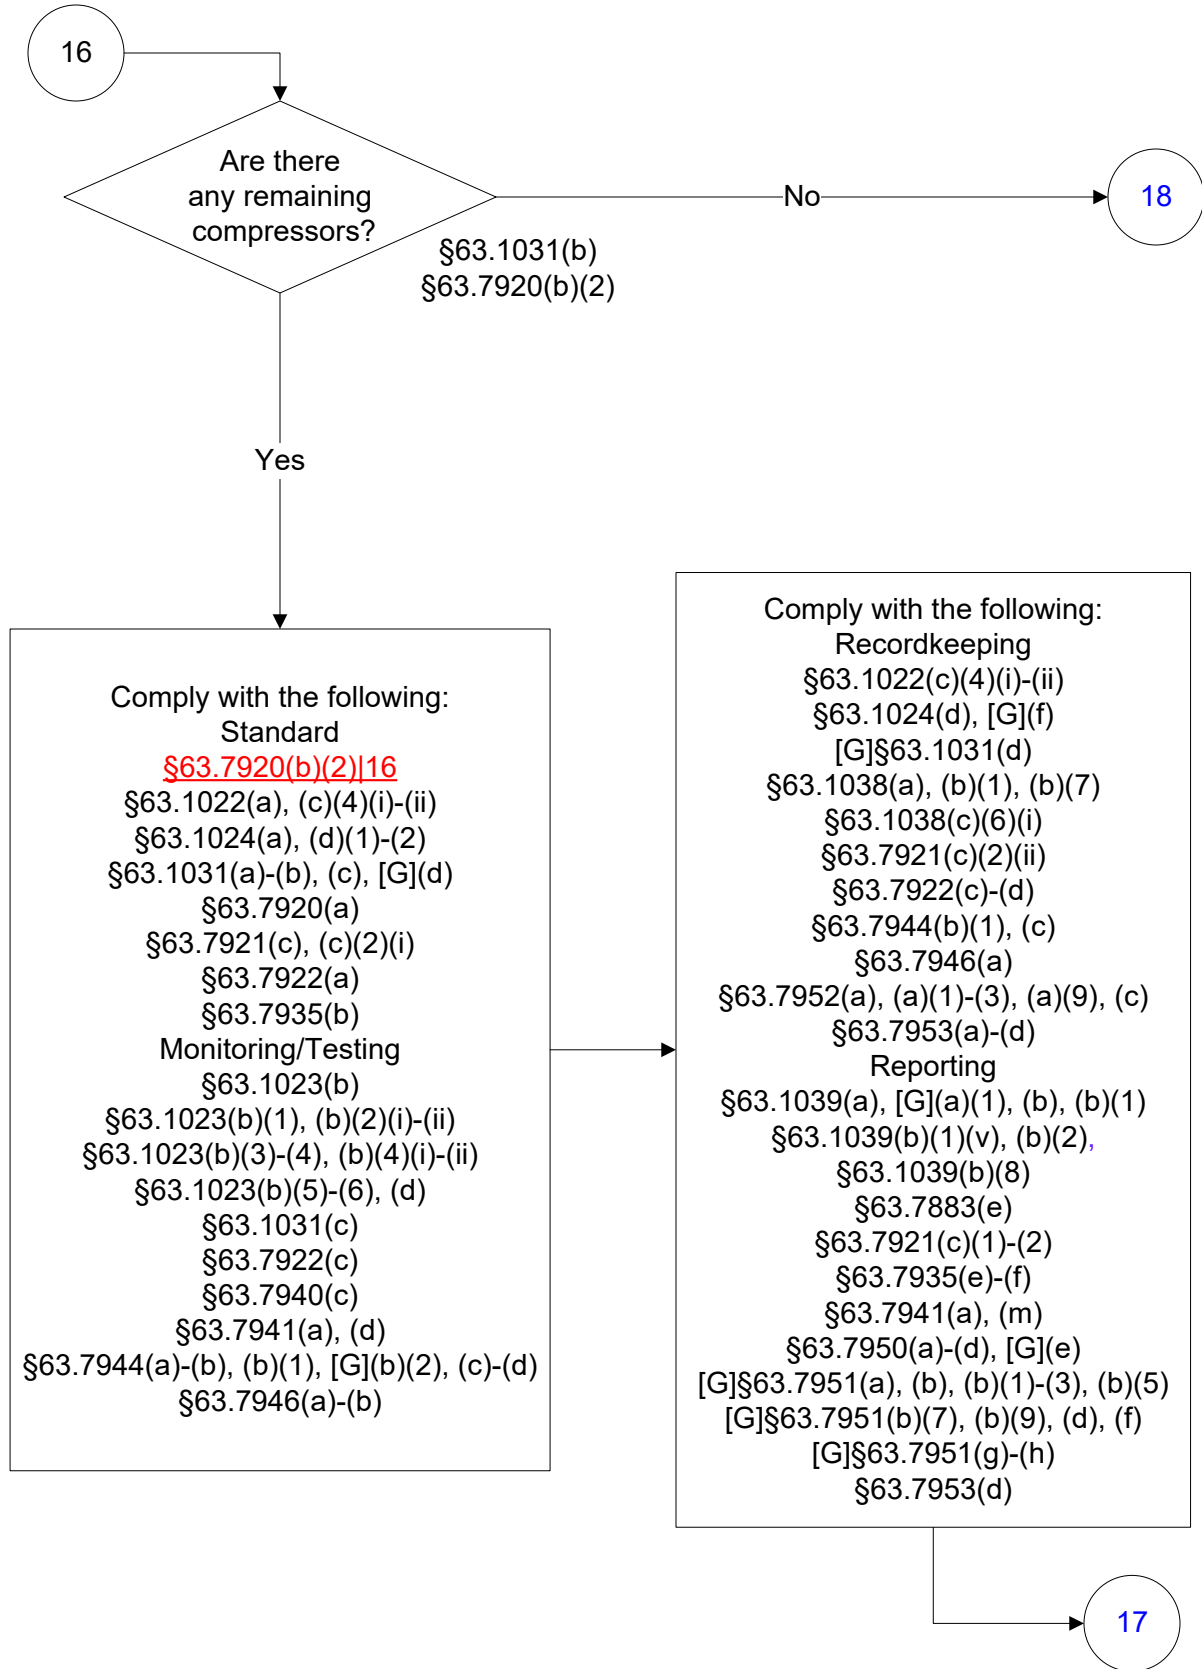 16
Are there
any remaining
compressors?
No
18
§63.1031(b)
§63.7920(b)(2)
Yes
Comply with the following:
Standard
§63.7920(b)(2)|16
§63.1022(a), (c)(4)(i)-(ii)
§63.1024(a), (d)(1)-(2)
§63.1031(a)-(b), (c), [G](d)
§63.7920(a)
§63.7921(c), (c)(2)(i)
§63.7922(a)
§63.7935(b)
Monitoring/Testing
§63.1023(b)
§63.1023(b)(1), (b)(2)(i)-(ii)
§63.1023(b)(3)-(4), (b)(4)(i)-(ii)
§63.1023(b)(5)-(6), (d)
§63.1031(c)
§63.7922(c)
§63.7940(c)
§63.7941(a), (d)
§63.7944(a)-(b), (b)(1), [G](b)(2), (c)-(d)
§63.7946(a)-(b)
Comply with the following:
Recordkeeping
§63.1022(c)(4)(i)-(ii)
§63.1024(d), [G](f)
[G]§63.1031(d)
§63.1038(a), (b)(1), (b)(7)
§63.1038(c)(6)(i)
§63.7921(c)(2)(ii)
§63.7922(c)-(d)
§63.7944(b)(1), (c)
§63.7946(a)
§63.7952(a), (a)(1)-(3), (a)(9), (c)
§63.7953(a)-(d)
Reporting
§63.1039(a), [G](a)(1), (b), (b)(1)
§63.1039(b)(1)(v), (b)(2),
§63.1039(b)(8)
§63.7883(e)
§63.7921(c)(1)-(2)
§63.7935(e)-(f)
§63.7941(a), (m)
§63.7950(a)-(d), [G](e)
[G]§63.7951(a), (b), (b)(1)-(3), (b)(5)
[G]§63.7951(b)(7), (b)(9), (d), (f)
[G]§63.7951(g)-(h)
§63.7953(d)
17